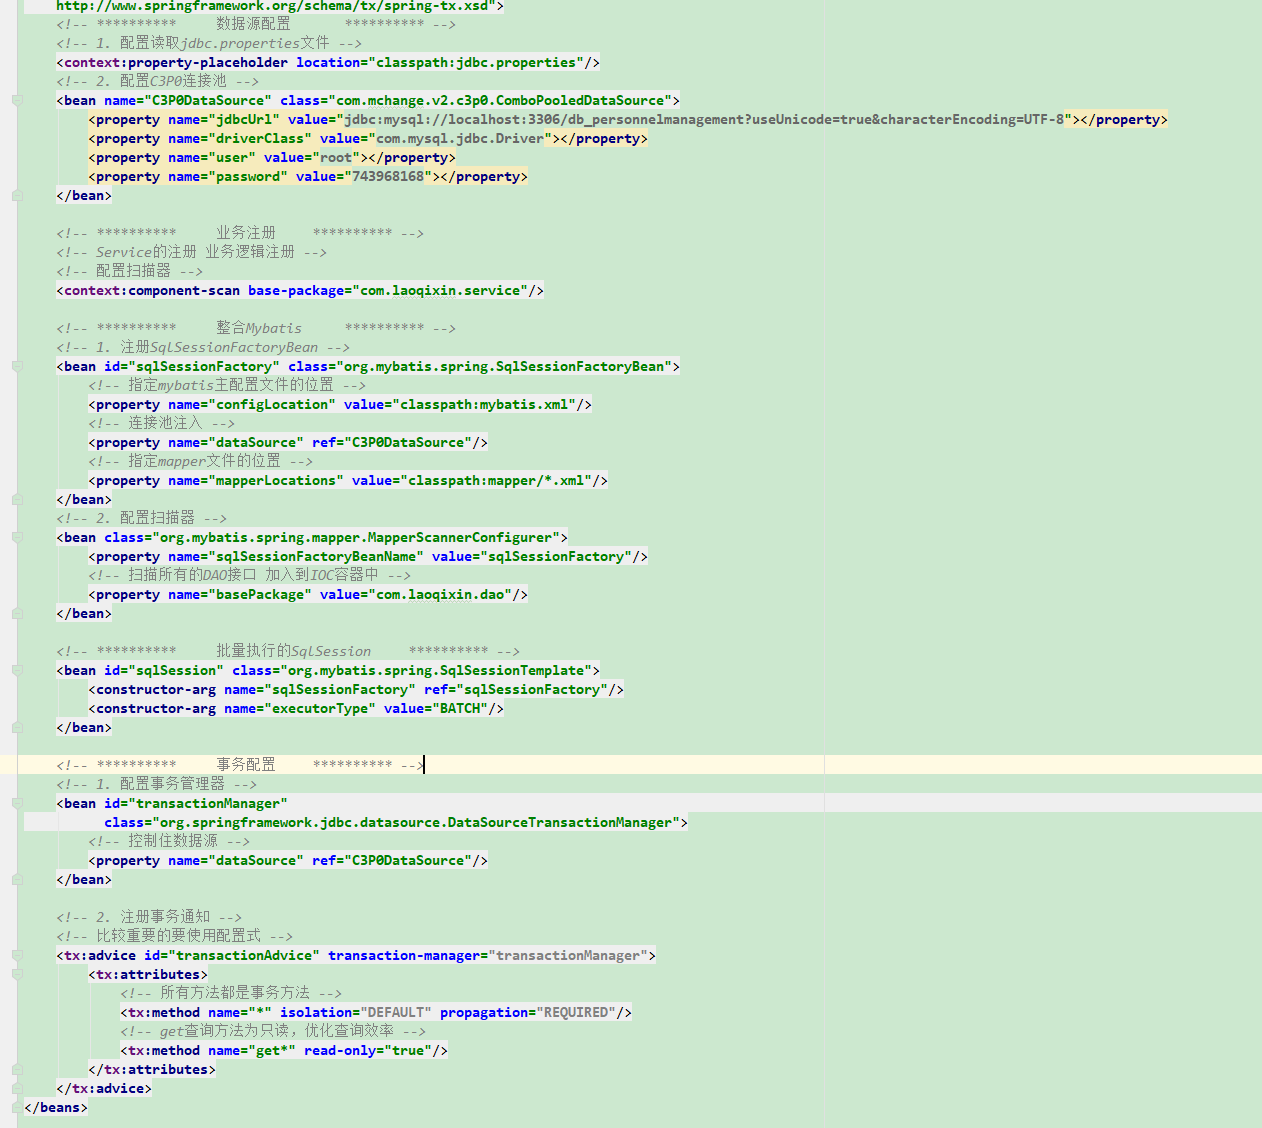 http://www.springframework.org/schema/tx/spring-tx.xsd">
<!-- ********** 数据源配置 ********** -->
<!-- 1. 配置读取jdbc.properties文件 -->
<context:property-placeholder location="classpath:jdbc.properties"/>
<!-- 2. 配置C3P0连接池 -->
<bean name="C3P0DataSource" class="com.mchange.v2.c3p0.ComboPooledDataSource">
<property name="jdbcUrl" value="jdbc:mysql://localhost:3306/db_personnelmanagement?useUnicode=true&characterEncoding=UTF-8"></property>
<property name="driverClass" value="com.mysql.jdbc.Driver"></property>
<property name="user" value="root"></property>
<property name="password" value="743968168"></property>
</bean>
<!-- ********** 业务注册 ********** -->
<!-- Service的注册 业务逻辑注册 -->
<!-- 配置扫描器 -->
<context:component-scan base-package="com.laoqixin.service"/>
<!-- ********** 整合Mybatis ********** -->
<!-- 1. 注册SqlSessionFactoryBean -->
<bean id="sqlSessionFactory" class="org.mybatis.spring.SqlSessionFactoryBean">
<!-- 指定mybatis主配置文件的位置 -->
<property name="configLocation" value="classpath:mybatis.xml"/>
<!-- 连接池注入 -->
<property name="dataSource" ref="C3P0DataSource"/>
<!-- 指定mapper文件的位置 -->
<property name="mapperLocations" value="classpath:mapper/*.xml"/>
</bean>
<!-- 2. 配置扫描器 -->
<bean class="org.mybatis.spring.mapper.MapperScannerConfigurer">
<property name="sqlSessionFactoryBeanName" value="sqlSessionFactory"/>
<!-- 扫描所有的DAO接口 加入到IOC容器中 -->
<property name="basePackage" value="com.laoqixin.dao"/>
</bean>
<!-- ********** 批量执行的SqlSession ********** -->
<bean id="sqlSession" class="org.mybatis.spring.SqlSessionTemplate">
<constructor-arg name="sqlSessionFactory" ref="sqlSessionFactory"/>
<constructor-arg name="executorType" value="BATCH"/>
</bean>
<!-- ********** 事务配置 ********** -->
<!-- 1. 配置事务管理器 -->
<bean id="transactionManager"
class="org.springframework.jdbc.datasource.DataSourceTransactionManager">
<!-- 控制住数据源 -->
<property name="dataSource" ref="C3P0DataSource"/>
</bean>
<!-- 2. 注册事务通知 -->
<!-- 比较重要的要使用配置式 -->
<tx:advice id="transactionAdvice" transaction-manager="transactionManager">
<tx:attributes>
<!-- 所有方法都是事务方法 -->
<tx:method name="*" isolation="DEFAULT" propagation="REQUIRED"/>
<!-- get查询方法为只读，优化查询效率 -->
<tx:method name="get*" read-only="true"/>
</tx:attributes>
</tx:advice>
</beans>